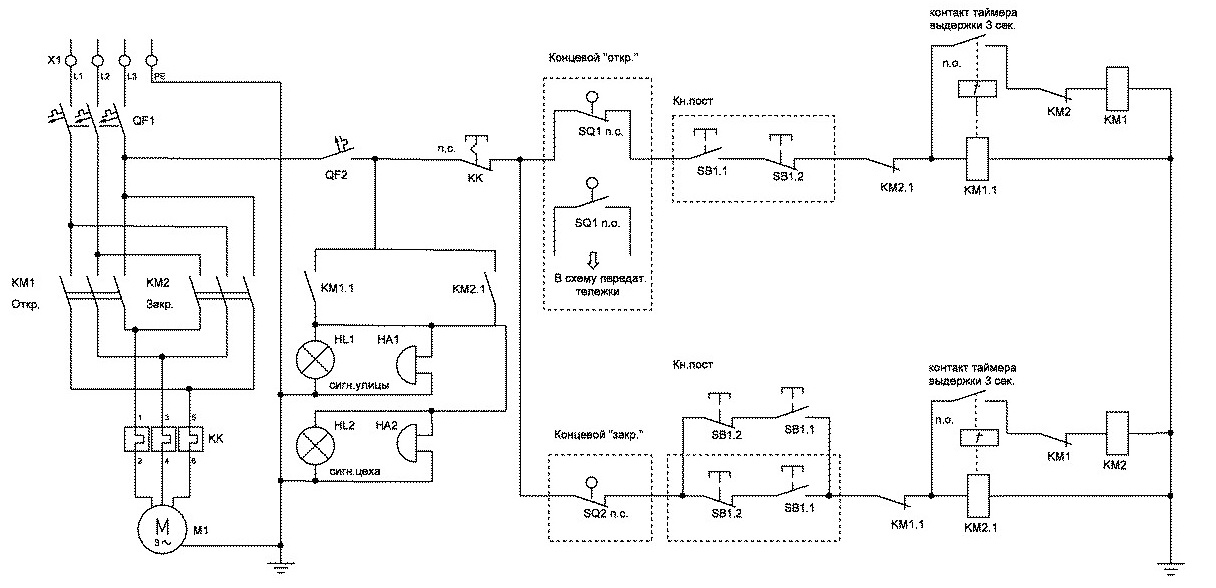 X1
L1
L2
L3
PE
QF1
KM1
Откр.
KM2
Закр.
1
3
5
KK
2
4
6
M
3 ~
M1
QF2
п.с.
KK
KM1.1
KM2.1
HL1
HA1
сигн.улицы
HL2
HA2
сигн.цеха
Концевой "откр."
SQ1 п.с.
SQ1 п.о.
В схему передат.
тележки
Кн.пост
SB1.1
SB1.2
KM2.1
контакт таймера
выдержки 3 сек.
п.о.
KM2
KM1
KM1.1
Концевой "закр."
SQ2 п.с.
Кн.пост
SB1.2
SB1.1
SB1.2
SB1.1
KM1.1
контакт таймера
выдержки 3 сек.
п.о.
KM1
KM2
KM2.1